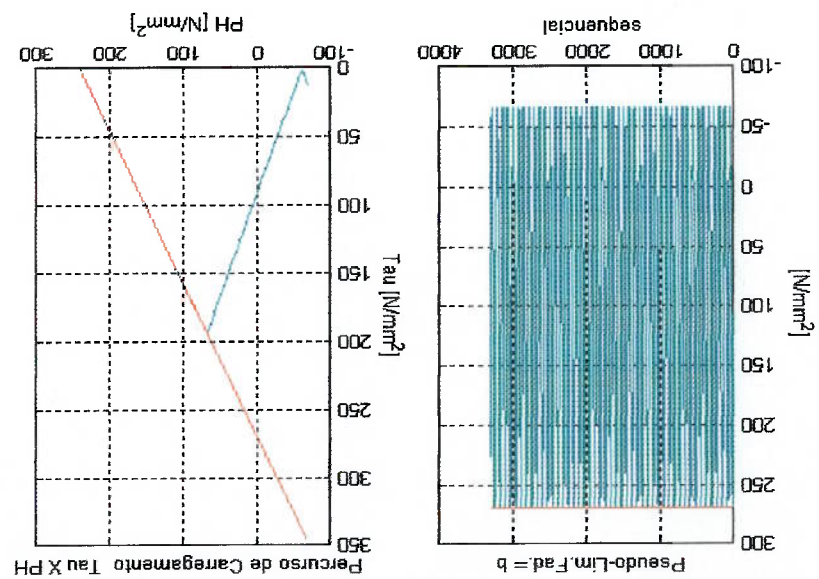 Pseudo-Lim.Fad. = b
[N/mm²]
300
250
200
150
100
50
0
-50
-100
0 1000 2000 3000 4000
sequencial
Percurso de Carregamento Tau X PH
Tau [N/mm²]
350
300
250
200
150
100
50
0
-100 0 100 200 300
PH [N/mm²]